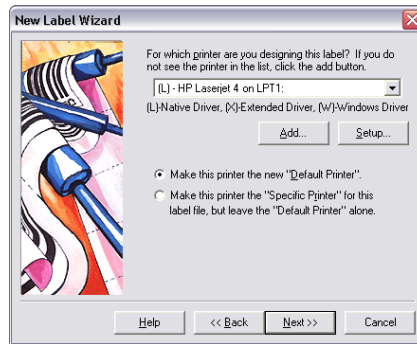 New Label Wizard
For which printer are you designing this label? If you do
not see the printer in the list, click the add button.
(L) - HP Laserjet 4 on LPT1:
(L)-Native Driver, (X)-Extended Driver, (W)-Windows Driver
Add... Setup...
Make this printer the new "Default Printer".
Make this printer the "Specific Printer" for this
label file, but leave the "Default Printer" alone.
Help << Back Next >> Cancel